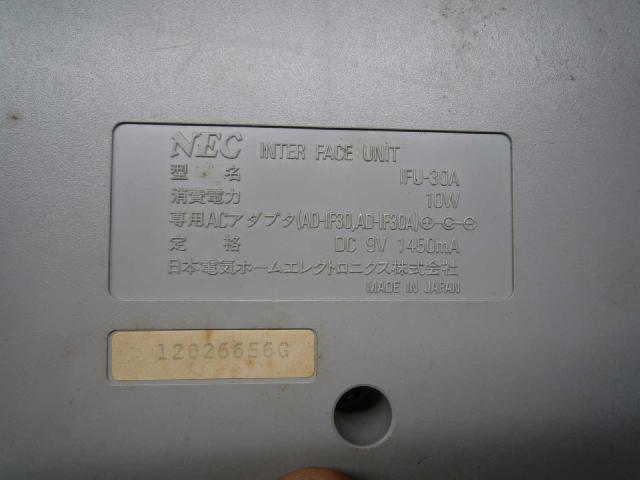 NEC INTER FACE UNIT
型 名 IFU-30A
消費電力 10W
専用ACアダプタ(AD-IF30,AD-IF30A)
定 格 DC 9V 1450mA
日本電気ホームエレクトロニクス株式会社
MADE IN JAPAN
12026656G